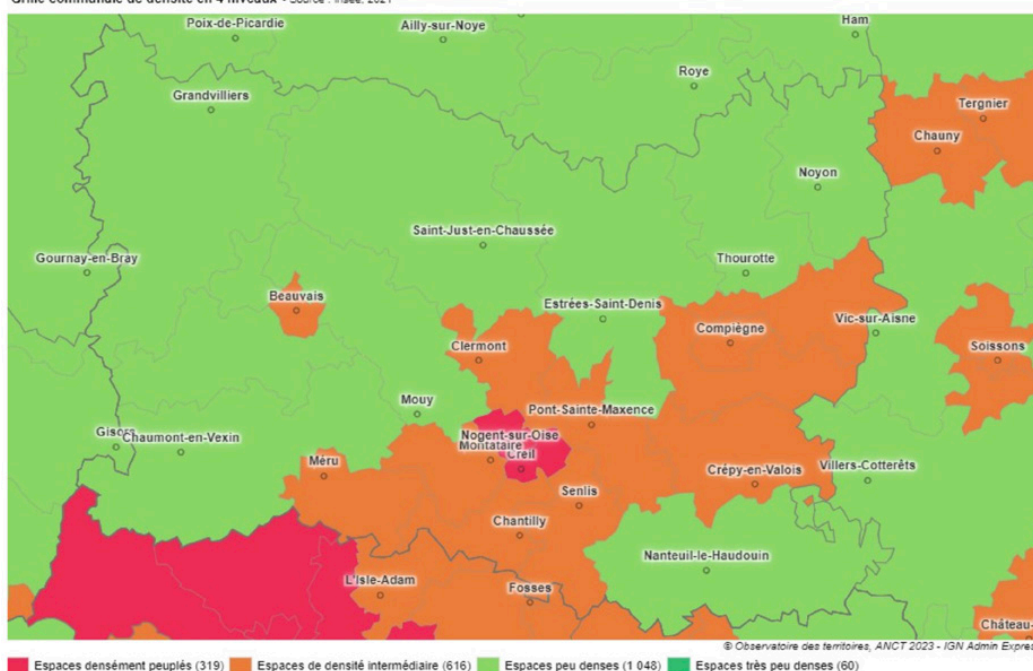 Grille communale de densité en 4 niveaux - Source : Insee, 2021
Poix-de-Picardie
Ailly-sur-Noye
Ham
Roye
Grandvilliers
Tergnier
Chauny
Noyon
Saint-Just-en-Chaussée
Gournay-en-Bray
Thourotte
Beauvais
Estrées-Saint-Denis
Vic-sur-Aisne
Compiègne
Clermont
Soissons
Mouy
Pont-Sainte-Maxence
Nogent-sur-Oise
Gisors
Chaumont-en-Vexin
Montataire
Creil
Villers-Cotterêts
Méru
Crépy-en-Valois
Senlis
Chantilly
Nanteuil-le-Haudouin
L'Isle-Adam
Fosses
Château-
© Observatoire des territoires, ANCT 2023 - IGN Admin Expre
Espaces densément peuplés (319) Espaces de densité intermédiaire (616) Espaces peu denses (1 048) Espaces très peu denses (60)